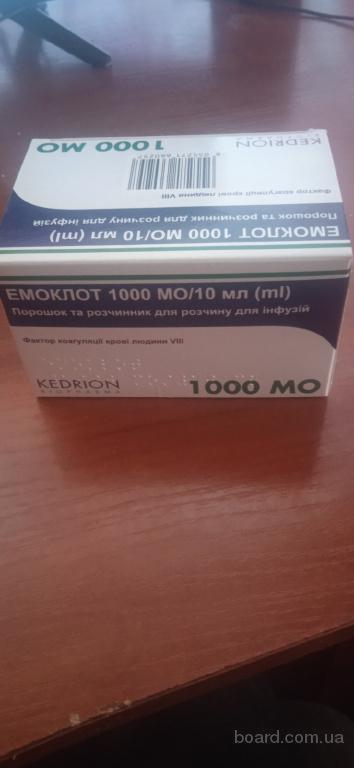 KEDRION
BIOPHARMA
1000 МО
Фактор коагуляції крові людини VIII
Порошок та розчинник для розчину для інфузій
ЕМОКЛОТ 1000 МО/10 мл (ml)
ЕМОКЛОТ 1000 МО/10 мл (ml)
Порошок та розчинник для розчину для інфузій
Фактор коагуляції крові людини VIII
KEDRION
BIOPHARMA
1000 МО
board.com.ua